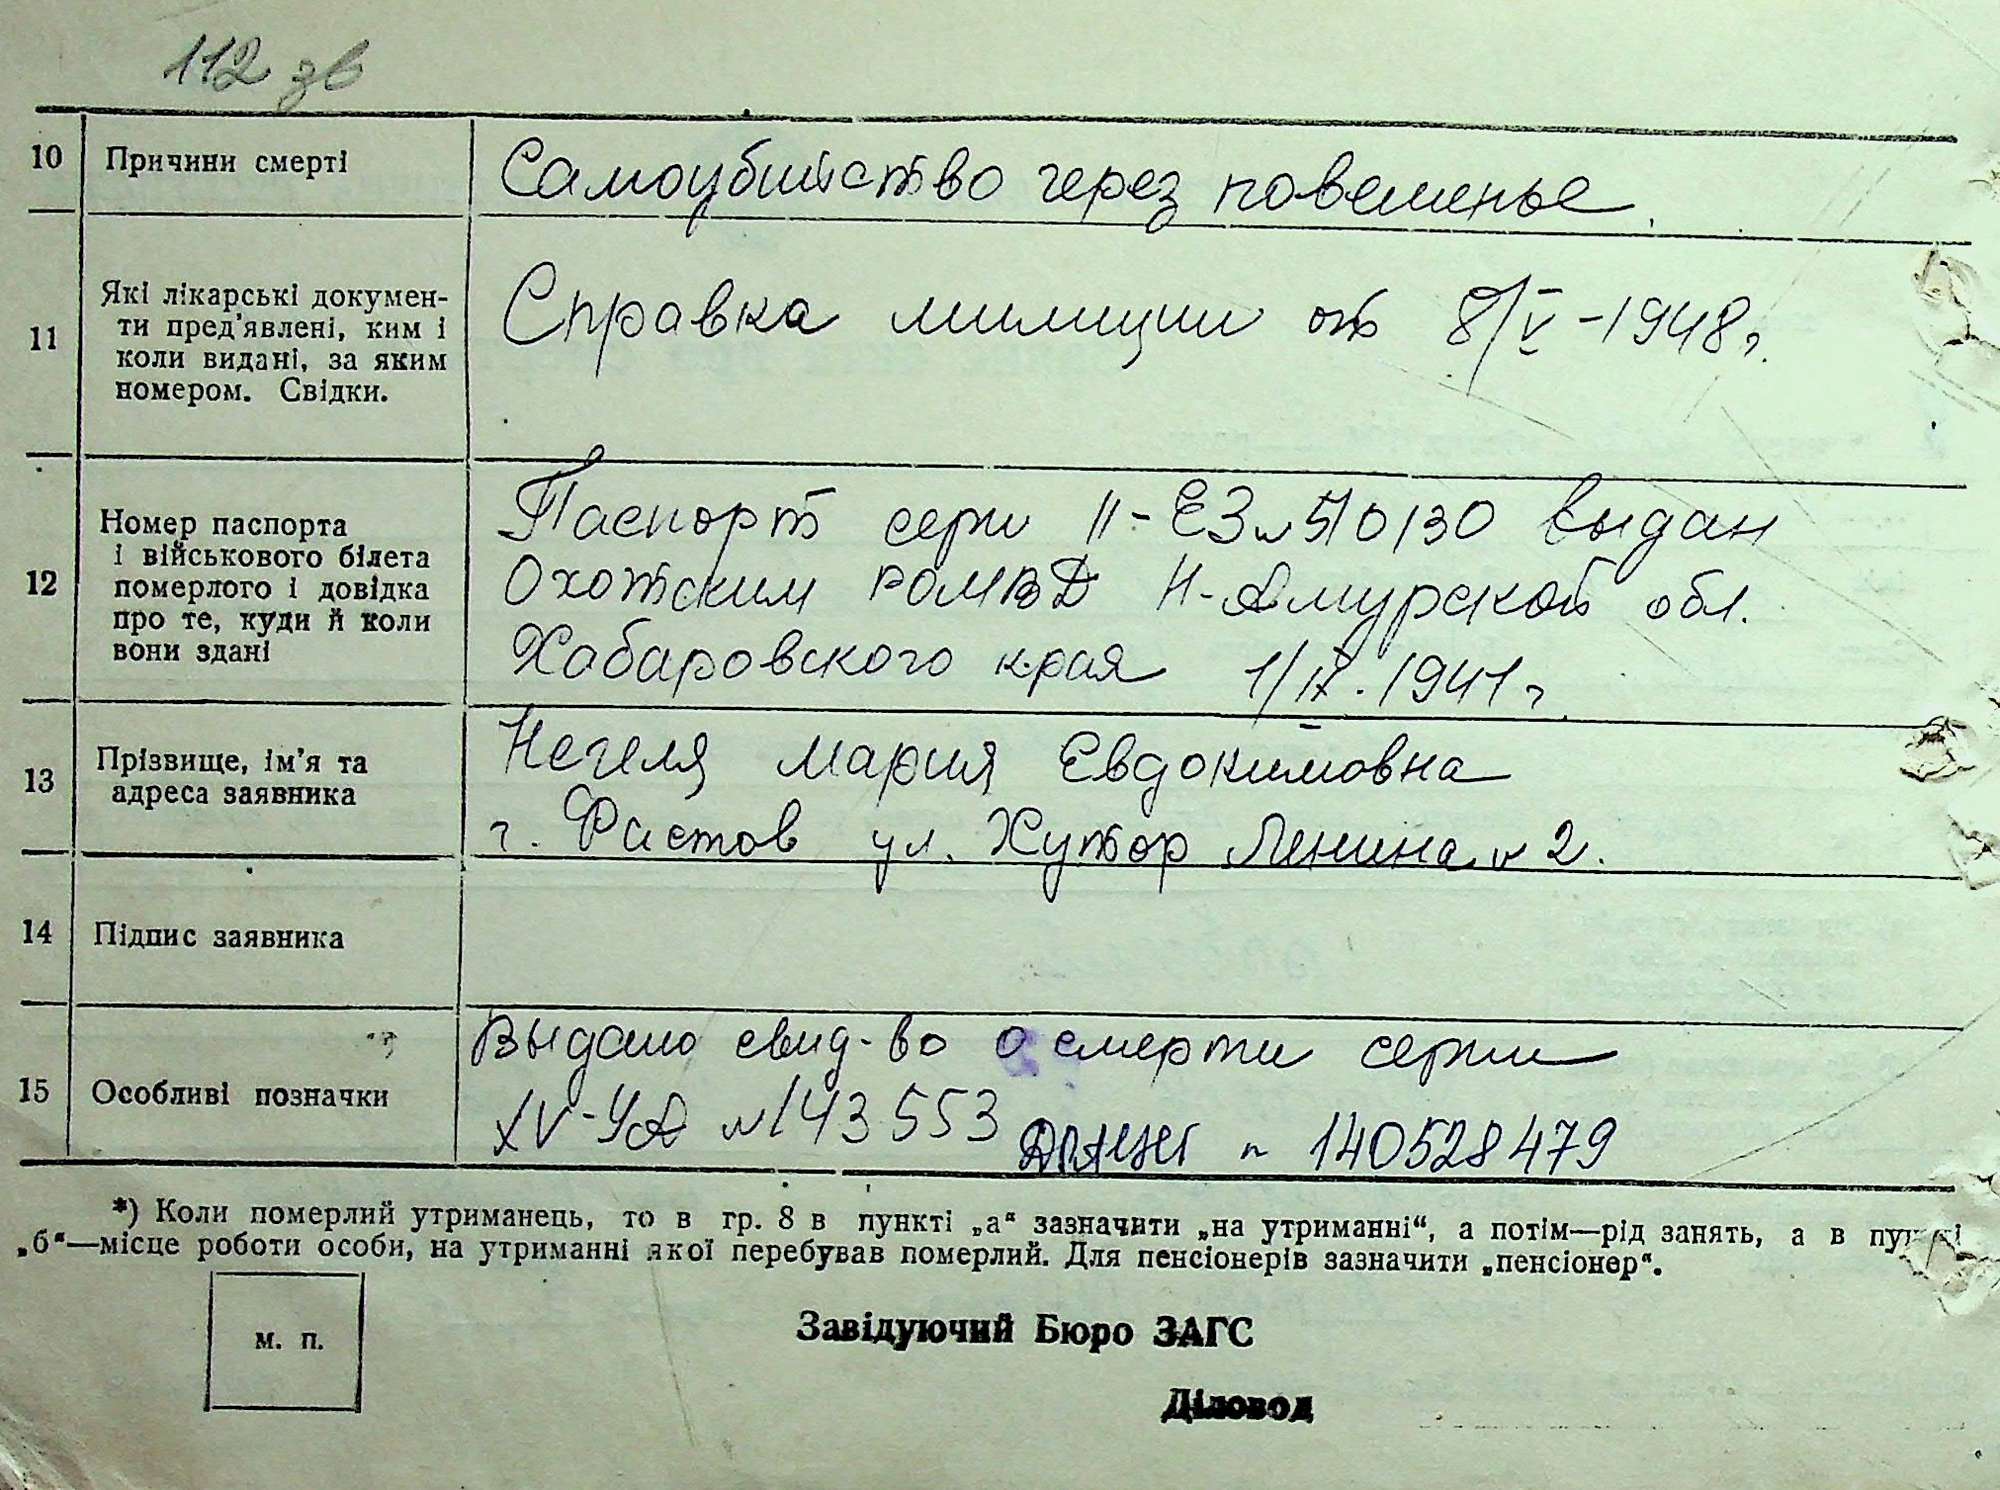 112 зв
10 Причини смерті Самоубийство через повешенье.
11 Які лікарські докумен-
ти пред'явлені, ким і
коли видані, за яким
номером. Свідки.
Справка милиции от 8/V-1948г.
12 Номер паспорта
і військового білета
померлого і довідка
про те, куди й коли
вони здані
Паспорт сери II-ЕЗ № 510130 выдан
Охотским РОМВД Н-Амурской обл.
Хабаровского края 1/IX.1941г.
13 Прізвище, ім'я та
адреса заявника
Негеля Мария Евдокимовна
г. Фастов ул. Хутор Ленина № 2.
14 Підпис заявника
15 Особливі позначки
Выдано свид-во о смерти серии
XV-УА № 143553 № 140528479
*) Коли померлий утриманець, то в гр. 8 в пункті „а“ зазначити „на утриманні“, а потім—рід занять, а в пункті
„б“—місце роботи особи, на утриманні якої перебував померлий. Для пенсіонерів зазначити „пенсіонер“.
м. п.
Завідуючий Бюро ЗАГС
Діловод